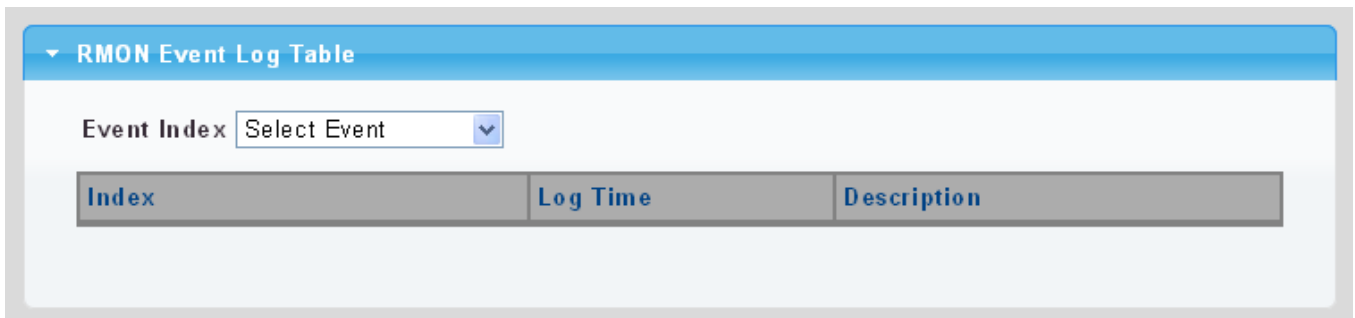 RMON Event Log Table
Event Index Select Event
Index Log Time Description